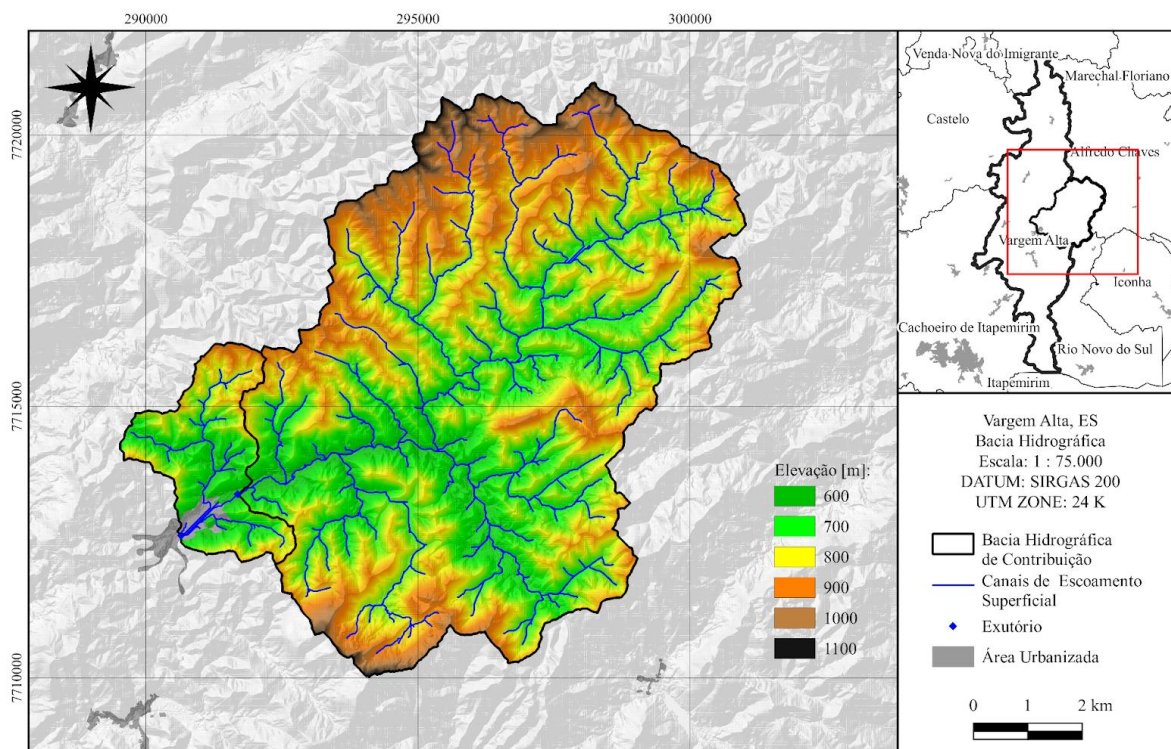 290000
295000
300000
7720000
7715000
7710000
Elevação [m]:
600
700
800
900
1000
1100
Venda Nova do Imigrante
Marechal Floriano
Castelo
Alfredo Chaves
Vargem Alta
Iconha
Cachoeiro de Itapemirim
Rio Novo do Sul
Itapemirim
Vargem Alta, ES
Bacia Hidrográfica
Escala: 1 : 75.000
DATUM: SIRGAS 200
UTM ZONE: 24 K
Bacia Hidrográfica
de Contribuição
Canais de Escoamento
Superficial
Exutório
Área Urbanizada
0 1 2 km